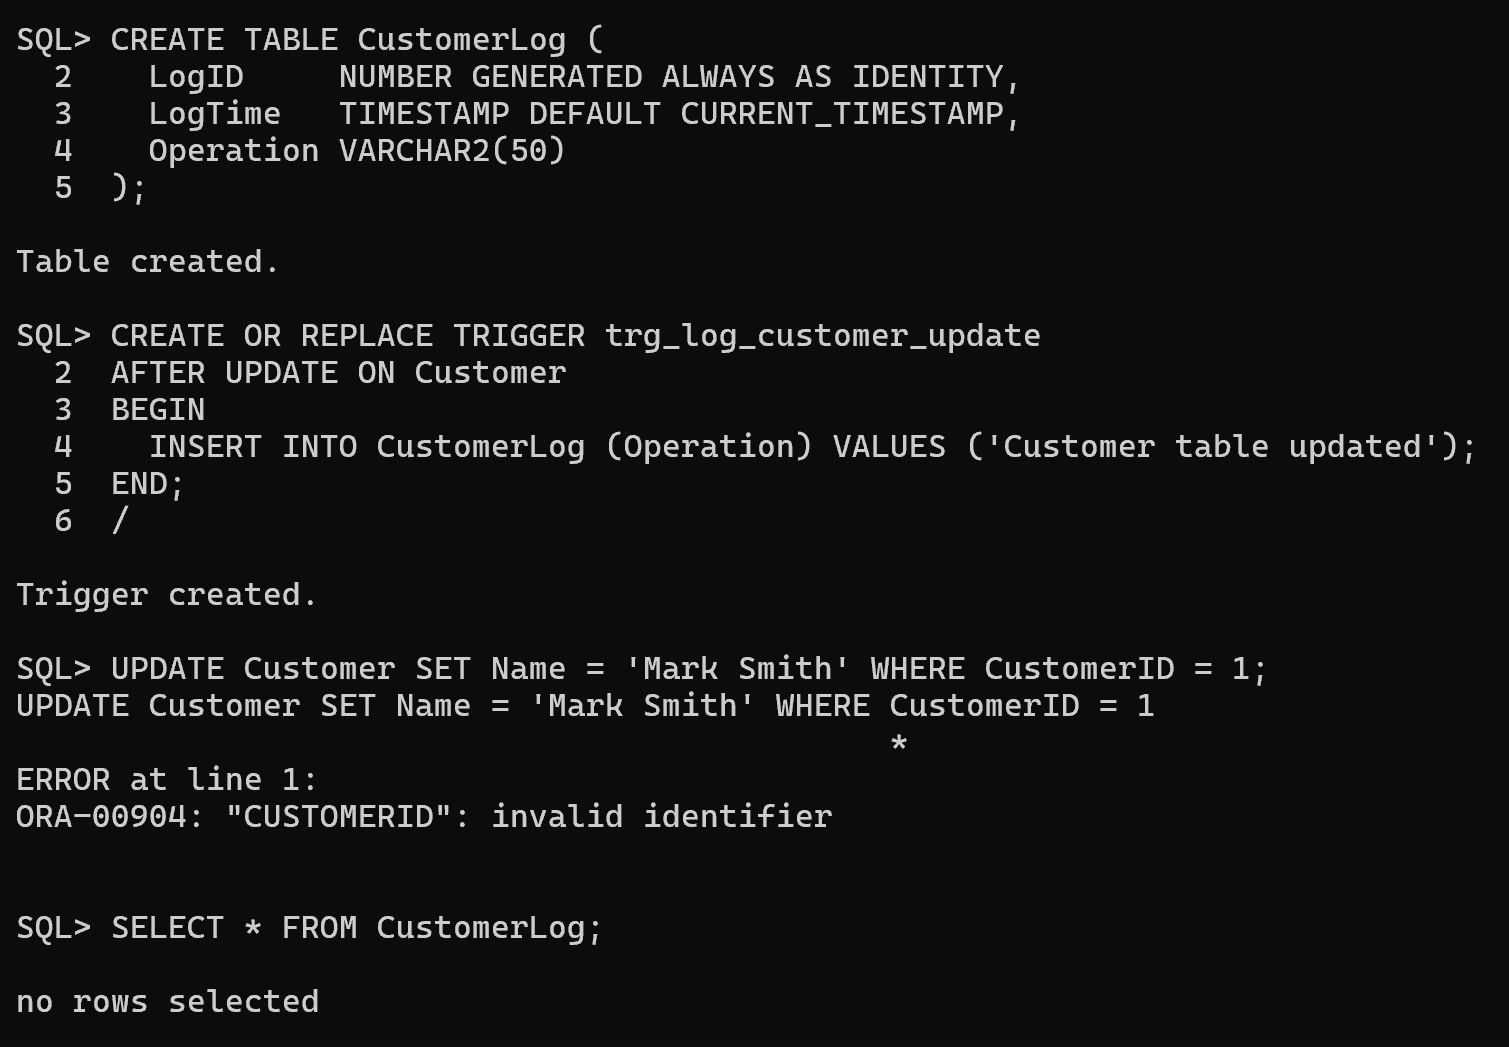 SQL> CREATE TABLE CustomerLog (
  2    LogID     NUMBER GENERATED ALWAYS AS IDENTITY,
  3    LogTime   TIMESTAMP DEFAULT CURRENT_TIMESTAMP,
  4    Operation VARCHAR2(50)
  5  );
Table created.
SQL> CREATE OR REPLACE TRIGGER trg_log_customer_update
  2  AFTER UPDATE ON Customer
  3  BEGIN
  4    INSERT INTO CustomerLog (Operation) VALUES ('Customer table updated');
  5  END;
  6  /
Trigger created.
SQL> UPDATE Customer SET Name = 'Mark Smith' WHERE CustomerID = 1;
UPDATE Customer SET Name = 'Mark Smith' WHERE CustomerID = 1
                                              *
ERROR at line 1:
ORA-00904: "CUSTOMERID": invalid identifier
SQL> SELECT * FROM CustomerLog;
no rows selected